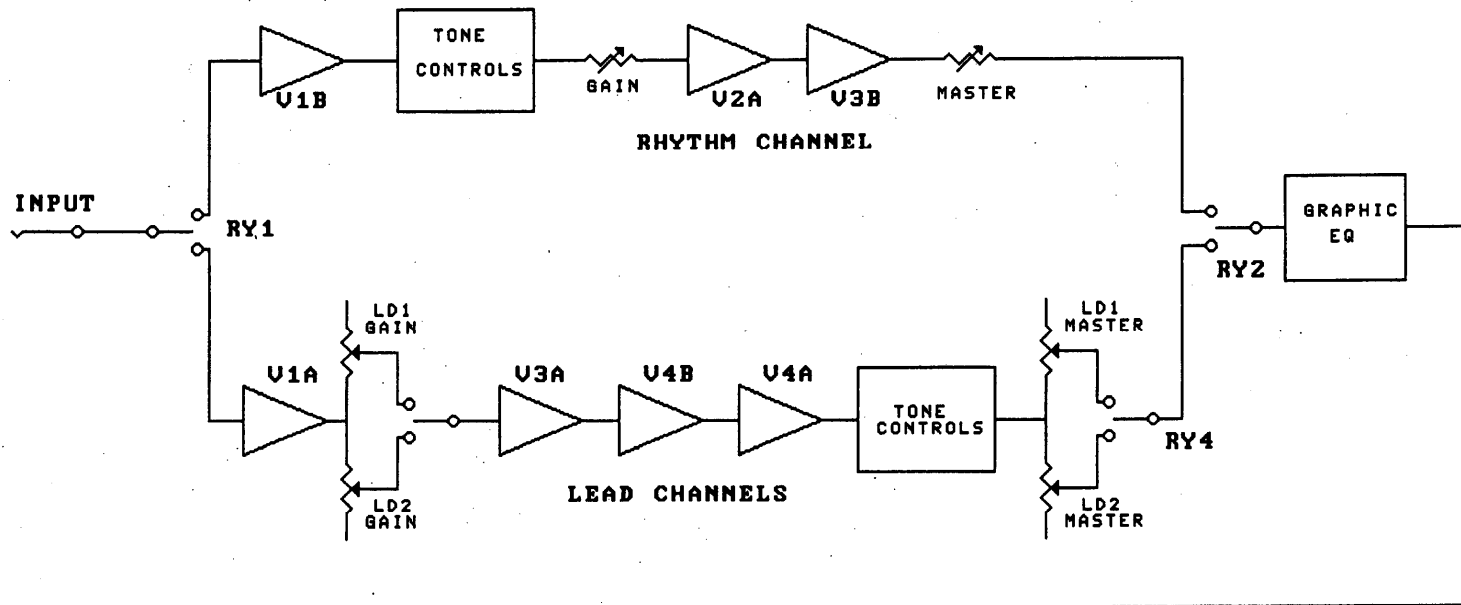 TONE
CONTROLS
V1B
GAIN
V2A
V3B
MASTER
RHYTHM CHANNEL
INPUT
RY1
GRAPHIC
EQ
RY2
LD1
GAIN
V1A
V3A
V4B
V4A
TONE
CONTROLS
LD1
MASTER
RY4
LEAD CHANNELS
LD2
GAIN
LD2
MASTER